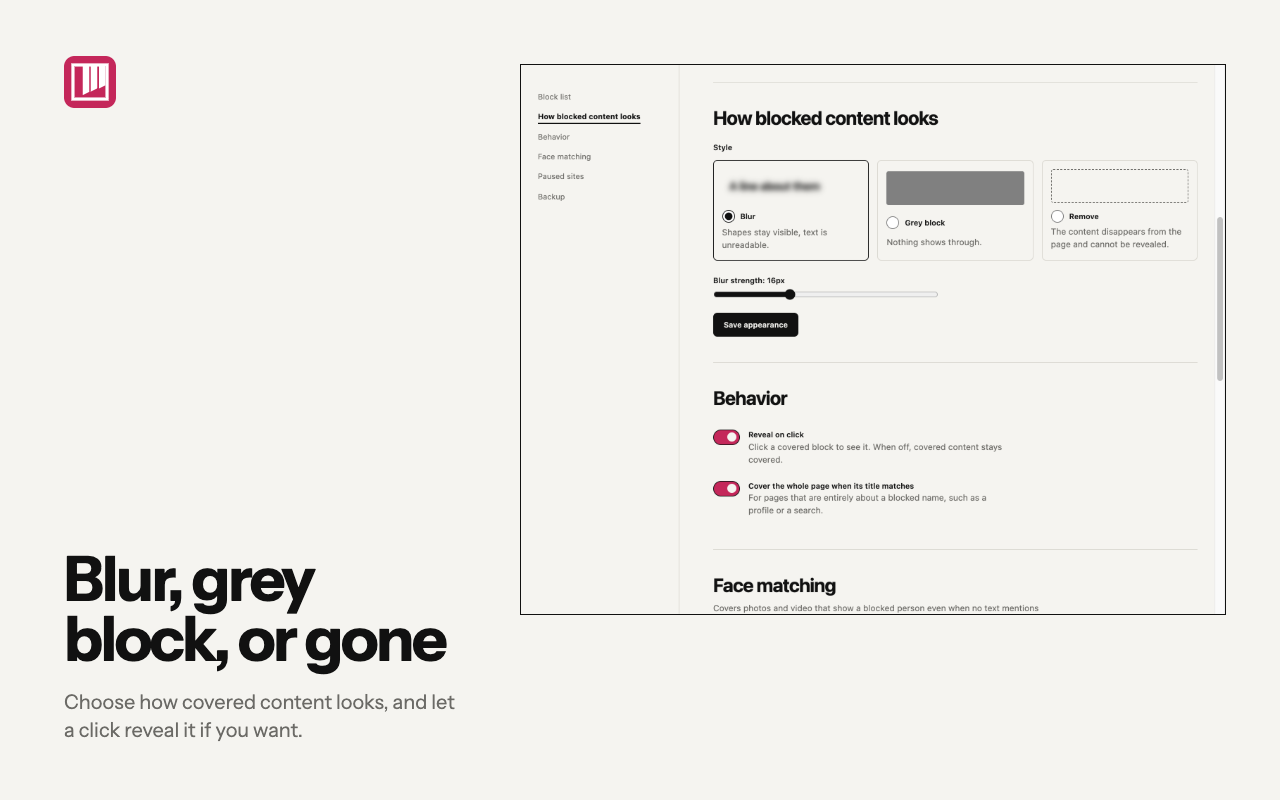 Block list
How blocked content looks
Behavior
Face matching
Paused sites
Backup
How blocked content looks
Style
Blur
Shapes stay visible, text is
unreadable.
Grey block
Nothing shows through.
Remove
The content disappears from the
page and cannot be revealed.
Blur strength: 16px
Save appearance
Behavior
Reveal on click
Click a covered block to see it. When off, covered content stays
covered.
Cover the whole page when its title matches
For pages that are entirely about a blocked name, such as a
profile or a search.
Face matching
Covers photos and video that show a blocked person even when no text mentions
Blur, grey
block, or gone
Choose how covered content looks, and let
a click reveal it if you want.